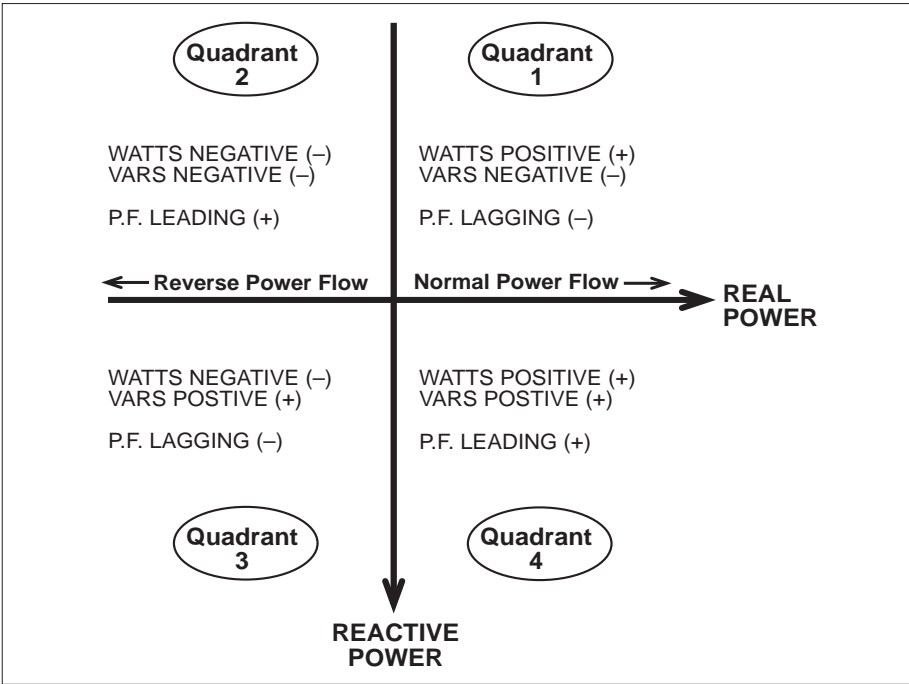 Quadrant
2
Quadrant
1
WATTS NEGATIVE (–)
VARS NEGATIVE (–)
P.F. LEADING (+)
WATTS POSITIVE (+)
VARS NEGATIVE (–)
P.F. LAGGING (–)
Reverse Power Flow
Normal Power Flow
REAL
POWER
WATTS NEGATIVE (–)
VARS POSTIVE (+)
P.F. LAGGING (–)
WATTS POSITIVE (+)
VARS POSTIVE (+)
P.F. LEADING (+)
Quadrant
3
Quadrant
4
REACTIVE
POWER